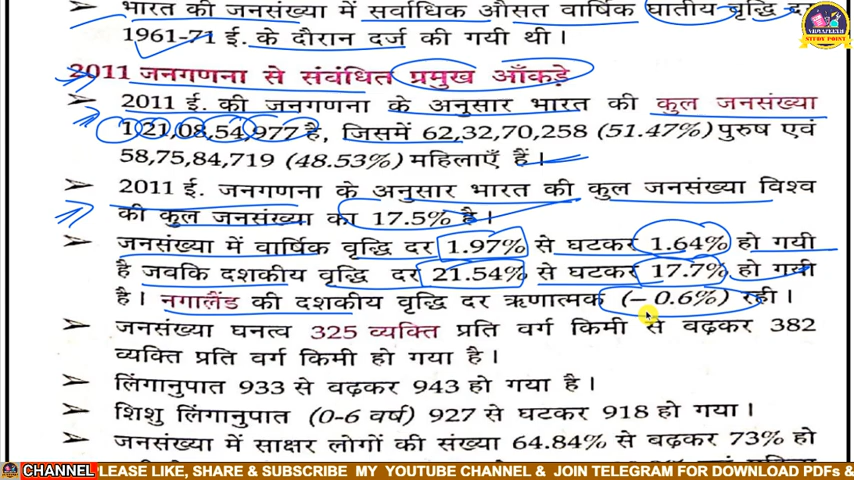 भारत की जनसंख्या में सर्वाधिक औसत वार्षिक घातीय वृद्धि दर
1961-71 ई. के दौरान दर्ज की गयी थी।
2011 जनगणना से संबंधित प्रमुख आँकड़े
➤ 2011 ई. की जनगणना के अनुसार भारत की कुल जनसंख्या
1,21,08,54,977 है, जिसमें 62,32,70,258 (51.47%) पुरुष एवं
58,75,84,719 (48.53%) महिलाएँ हैं।
➤ 2011 ई. जनगणना के अनुसार भारत की कुल जनसंख्या विश्व
की कुल जनसंख्या का 17.5% है।
➤ जनसंख्या में वार्षिक वृद्धि दर 1.97% से घटकर 1.64% हो गयी
है जबकि दशकीय वृद्धि दर 21.54% से घटकर 17.7% हो गयी
है। नगालैंड की दशकीय वृद्धि दर ऋणात्मक (– 0.6%) रही।
➤ जनसंख्या घनत्व 325 व्यक्ति प्रति वर्ग किमी से बढ़कर 382
व्यक्ति प्रति वर्ग किमी हो गया है।
➤ लिंगानुपात 933 से बढ़कर 943 हो गया है।
➤ शिशु लिंगानुपात (0-6 वर्ष) 927 से घटकर 918 हो गया।
➤ जनसंख्या में साक्षर लोगों की संख्या 64.84% से बढ़कर 73% हो
VIDYAPEETH
STUDY POINT
CHANNEL LEASE LIKE, SHARE & SUBSCRIBE MY YOUTUBE CHANNEL & JOIN TELEGRAM FOR DOWNLOAD PDFs &